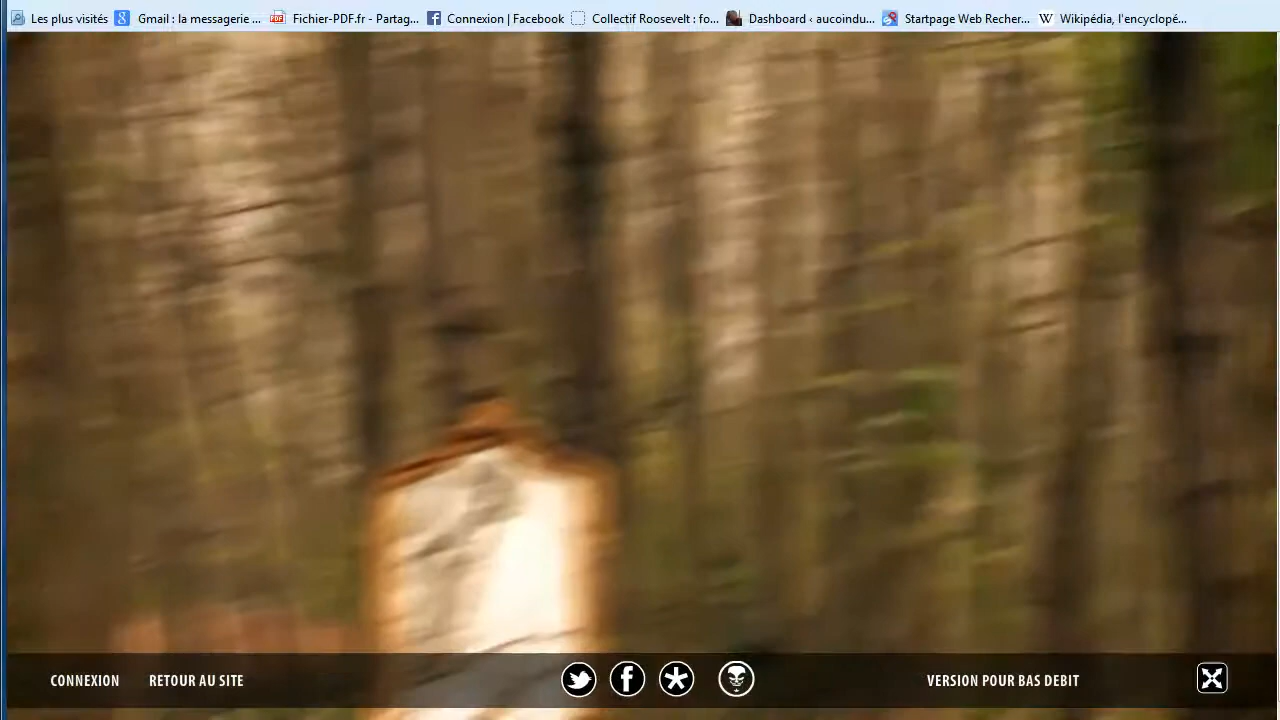 Les plus visités Gmail : la messagerie ... Fichier-PDF.fr - Partag... Connexion | Facebook Collectif Roosevelt : fo... Dashboard ‹ aucoindu... Startpage Web Recher... Wikipédia, l'encyclopé...
CONNEXION RETOUR AU SITE VERSION POUR BAS DEBIT